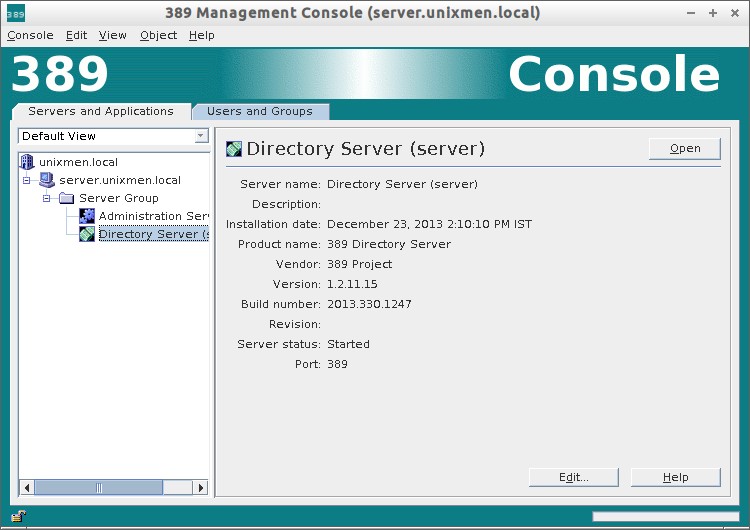 389 389 Management Console (server.unixmen.local)
Console Edit View Object Help
389 Console
Servers and Applications Users and Groups
Default View
unixmen.local
server.unixmen.local
Server Group
Administration Serv
Directory Server (s
Directory Server (server)
Open
Server name: Directory Server (server)
Description:
Installation date: December 23, 2013 2:10:10 PM IST
Product name: 389 Directory Server
Vendor: 389 Project
Version: 1.2.11.15
Build number: 2013.330.1247
Revision:
Server status: Started
Port: 389
Edit... Help